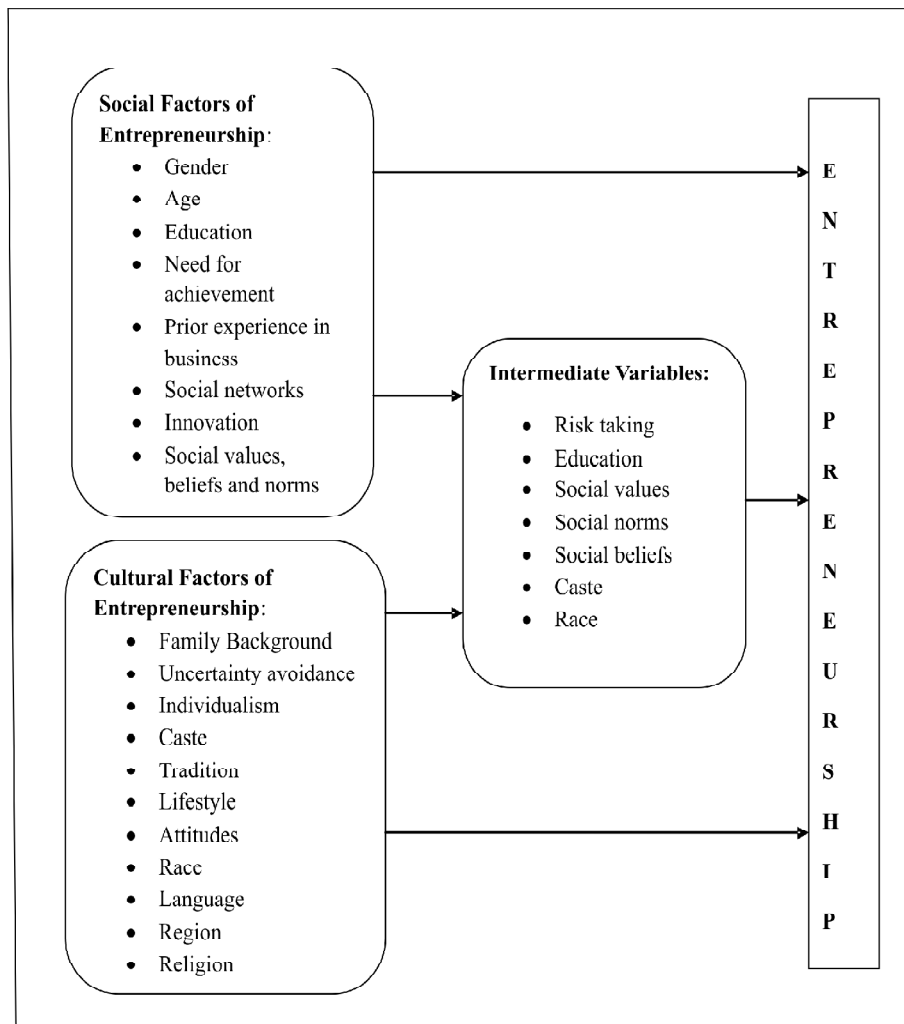 Social Factors of
Entrepreneurship:
• Gender
• Age
• Education
• Need for
achievement
• Prior experience in
business
• Social networks
• Innovation
• Social values,
beliefs and norms
Cultural Factors of
Entrepreneurship:
• Family Background
• Uncertainty avoidance
• Individualism
• Caste
• Tradition
• Lifestyle
• Attitudes
• Race
• Language
• Region
• Religion
Intermediate Variables:
• Risk taking
• Education
• Social values
• Social norms
• Social beliefs
• Caste
• Race
E
N
T
R
E
P
R
E
N
E
U
R
S
H
I
P